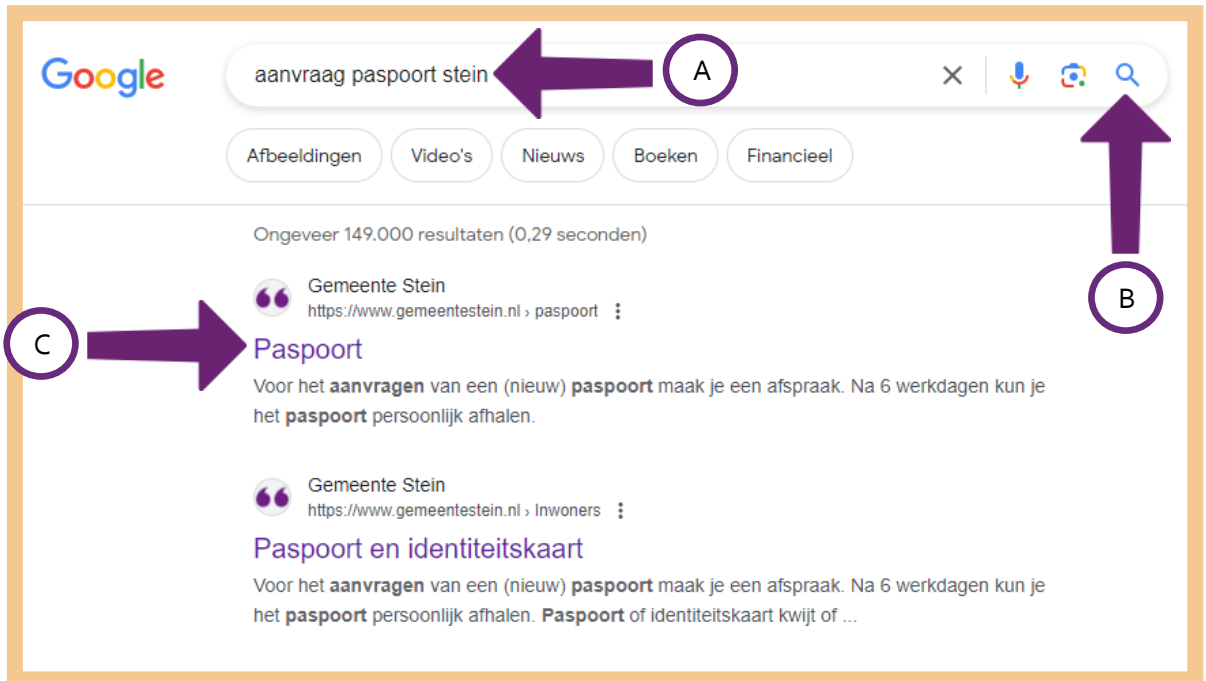 Google
aanvraag paspoort stein
A
Afbeeldingen Video's Nieuws Boeken Financieel
Ongeveer 149.000 resultaten (0,29 seconden)
B
Gemeente Stein
https://www.gemeentestein.nl › paspoort
C
Paspoort
Voor het aanvragen van een (nieuw) paspoort maak je een afspraak. Na 6 werkdagen kun je
het paspoort persoonlijk afhalen.
Gemeente Stein
https://www.gemeentestein.nl › Inwoners
Paspoort en identiteitskaart
Voor het aanvragen van een (nieuw) paspoort maak je een afspraak. Na 6 werkdagen kun je
het paspoort persoonlijk afhalen. Paspoort of identiteitskaart kwijt of ...